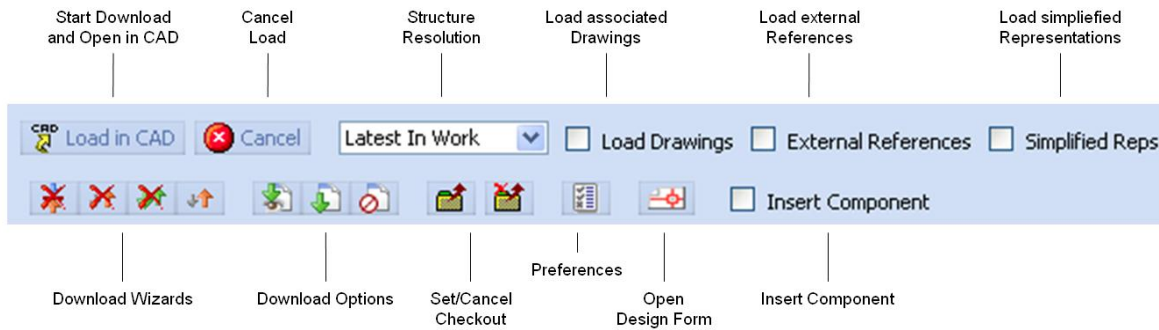 Start Download Cancel Structure Load associated Load external Load simpliefied
and Open in CAD Load Resolution Drawings References Representations
CAD Load in CAD Cancel Latest In Work Load Drawings External References Simplified Reps
Insert Component
Preferences
Download Wizards Download Options Set/Cancel Open Insert Component
Checkout Design Form